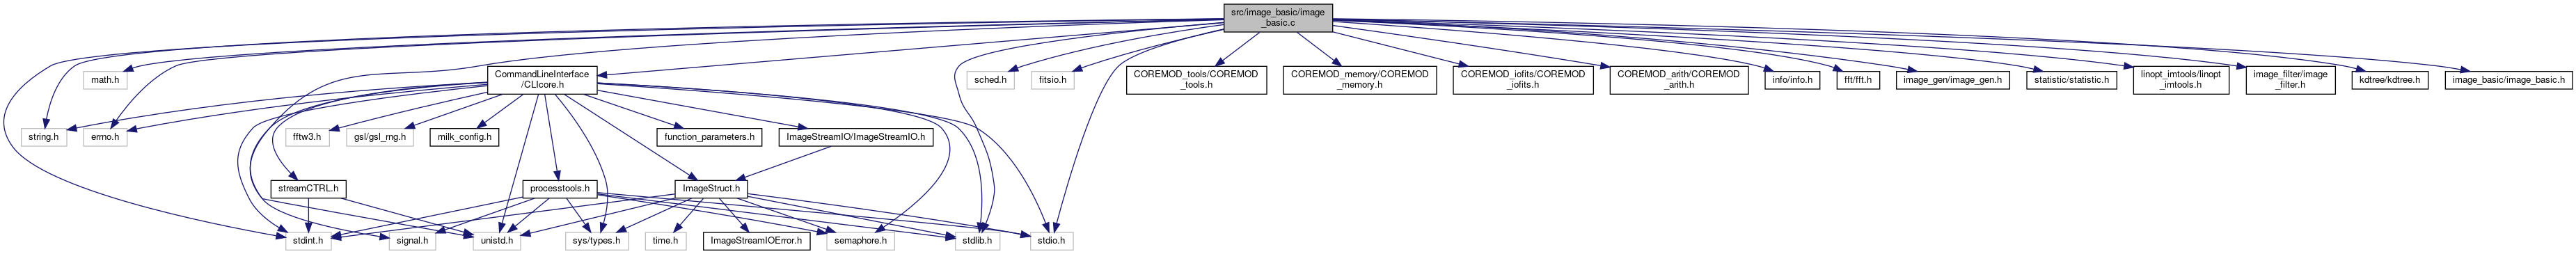 src/image_basic/image
_basic.c
math.h
CommandLineInterface
/CLIcore.h
sched.h
fitsio.h
COREMOD_tools/COREMOD
_tools.h
COREMOD_memory/COREMOD
_memory.h
COREMOD_iofits/COREMOD
_iofits.h
COREMOD_arith/COREMOD
_arith.h
info/info.h
fft/fft.h
image_gen/image_gen.h
statistic/statistic.h
linopt_imtools/linopt
_imtools.h
image_filter/image
_filter.h
kdtree/kdtree.h
image_basic/image_basic.h
string.h
errno.h
fftw3.h
gsl/gsl_rng.h
milk_config.h
function_parameters.h
ImageStreamIO/ImageStreamIO.h
streamCTRL.h
processtools.h
ImageStruct.h
stdint.h
signal.h
unistd.h
sys/types.h
time.h
ImageStreamIOError.h
semaphore.h
stdlib.h
stdio.h